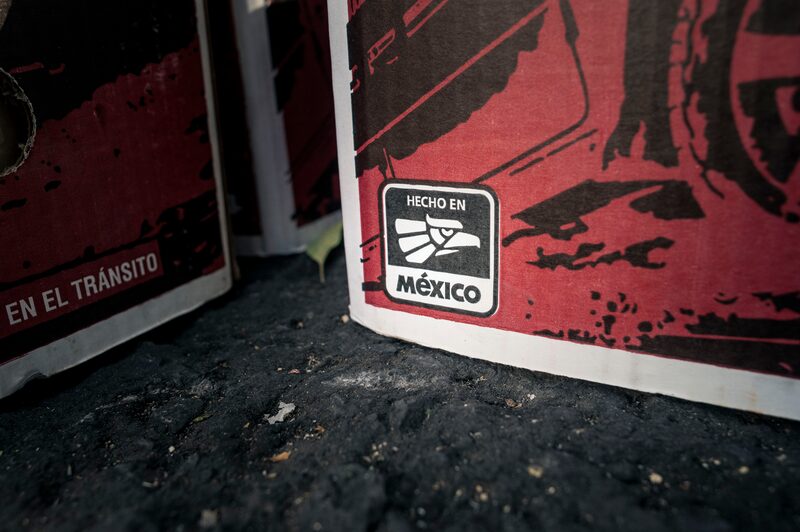 EN EL TRÁNSITO
HECHO EN
MéXICO